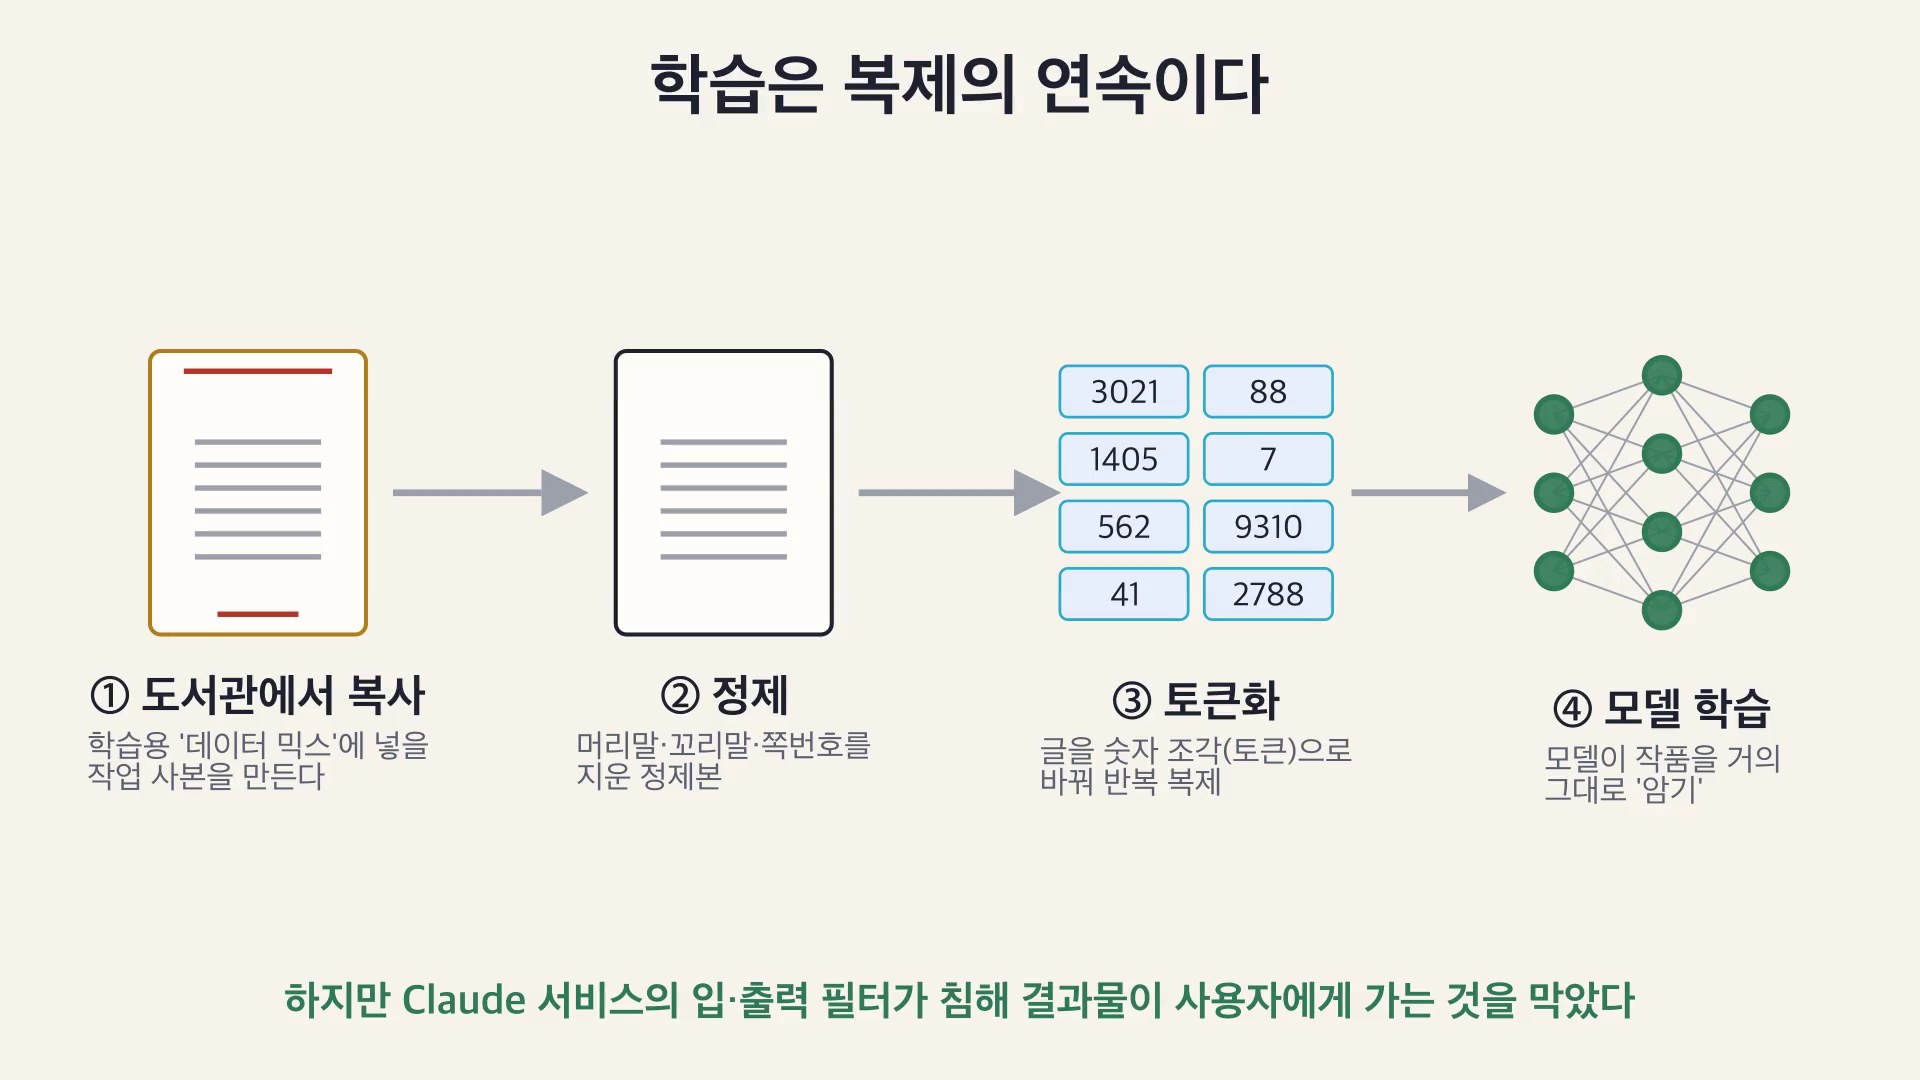 학습은 복제의 연속이다
3021 88
1405 7
562 9310
41 2788
① 도서관에서 복사
학습용 '데이터 믹스'에 넣을
작업 사본을 만든다
② 정제
머리말·꼬리말·쪽번호를
지운 정제본
③ 토큰화
글을 숫자 조각(토큰)으로
바꿔 반복 복제
④ 모델 학습
모델이 작품을 거의
그대로 '암기'
하지만 Claude 서비스의 입·출력 필터가 침해 결과물이 사용자에게 가는 것을 막았다